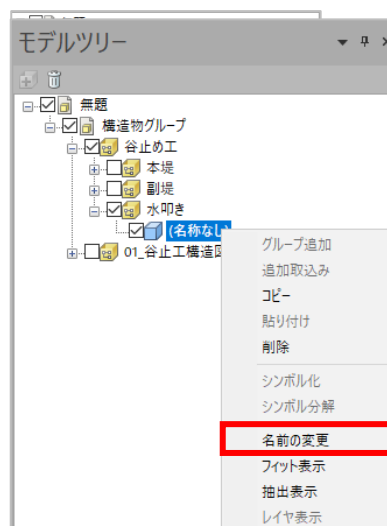 モデルツリー
無題
構造物グループ
谷止め工
本堤
副堤
水叩き
(名称なし)
01_谷止工構造
グループ追加
追加取込み
コピー
貼り付け
削除
シンボル化
シンボル分解
名前の変更
フィット表示
抽出表示
レイヤ表示